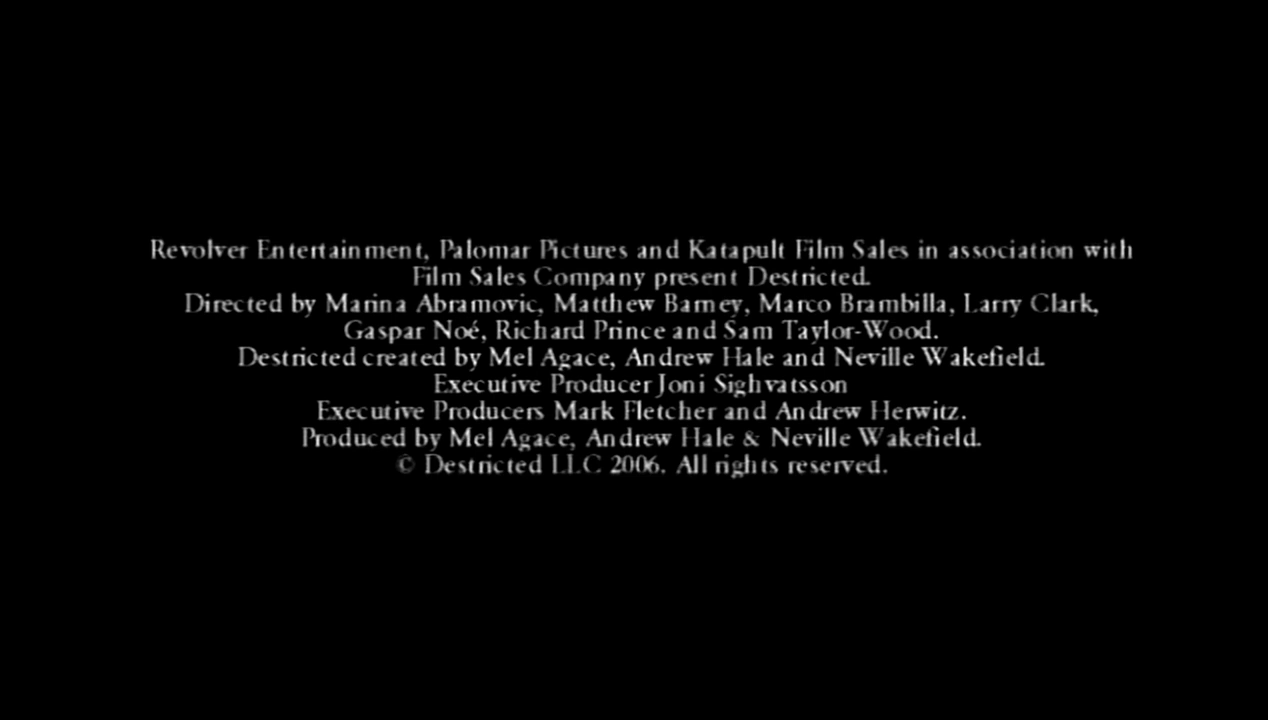 Revolver Entertainment, Palomar Pictures and Katapult Film Sales in association with
Film Sales Company present Destricted.
Directed by Marina Abramovic, Matthew Barney, Marco Brambilla, Larry Clark,
Gaspar Noé, Richard Prince and Sam Taylor-Wood.
Destricted created by Mel Agace, Andrew Hale and Neville Wakefield.
Executive Producer Joni Sighvatsson
Executive Producers Mark Fletcher and Andrew Herwitz.
Produced by Mel Agace, Andrew Hale & Neville Wakefield.
© Destricted LLC 2006. All rights reserved.